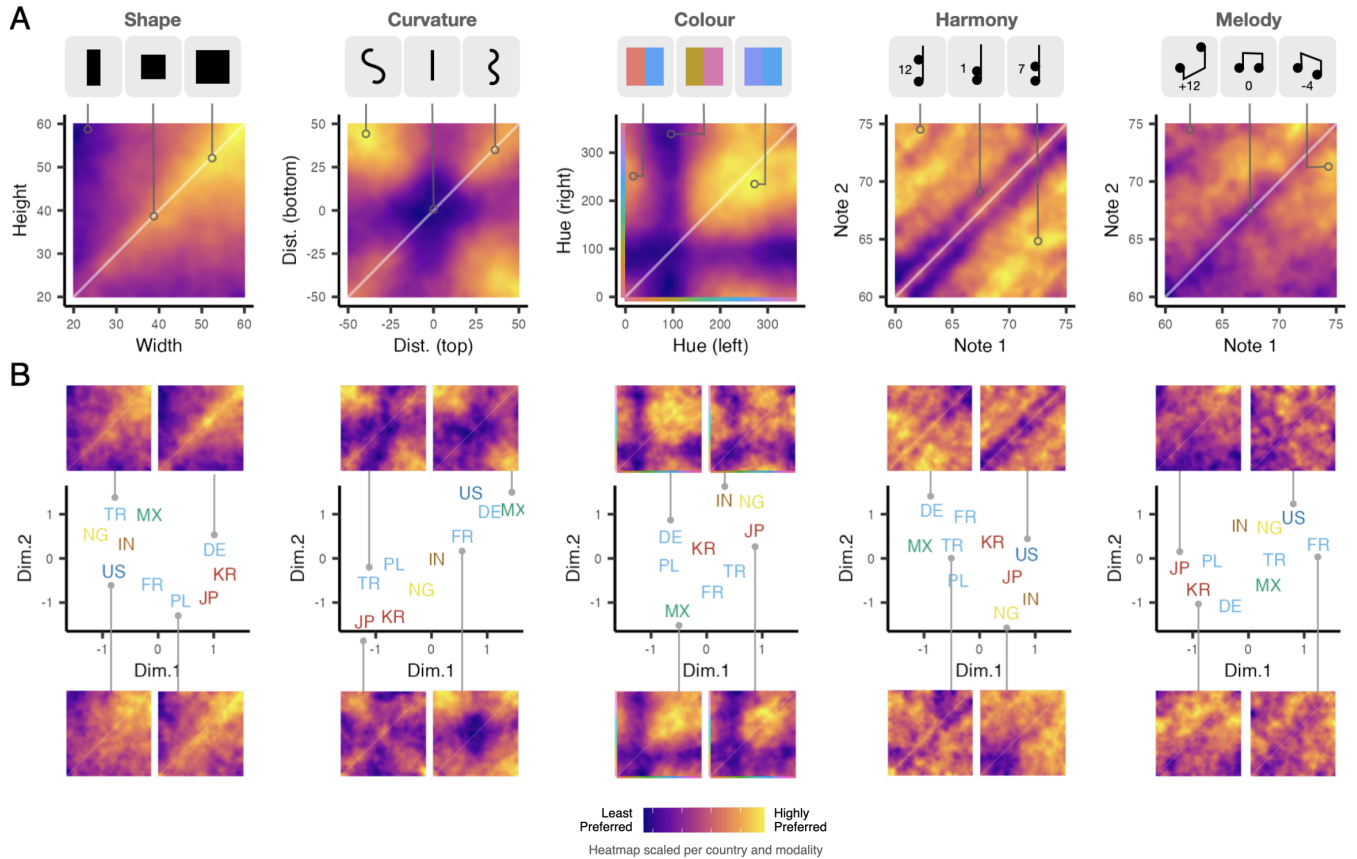 A
Shape
Curvature
Colour
Harmony
Melody
12
1
7
+12
0
-4
Height
60
50
40
30
20
20 30 40 50 60
Width
Dist. (bottom)
50
25
0
-25
-50
-50 -25 0 25 50
Dist. (top)
Hue (right)
300
200
100
0
0 100 200 300
Hue (left)
Note 2
75
70
65
60
60 65 70 75
Note 1
Note 2
75
70
65
60
60 65 70 75
Note 1
B
Dim.2
1
0
-1
TR MX
NG
IN
DE
US
FR
KR
PL
JP
-1 0 1
Dim.1
Dim.2
1
0
-1
US
DE MX
FR
PL IN
TR
NG
JP KR
-1 0 1
Dim.1
Dim.2
1
0
-1
IN NG
DE
JP
KR
PL
TR
FR
MX
-1 0 1
Dim.1
Dim.2
1
0
-1
DE
FR
MX TR KR
US
PL
JP
IN
NG
-1 0 1
Dim.1
Dim.2
1
0
-1
US
IN NG
FR
PL TR
JP
KR MX
DE
-1 0 1
Dim.1
Least
Preferred
Highly
Preferred
Heatmap scaled per country and modality